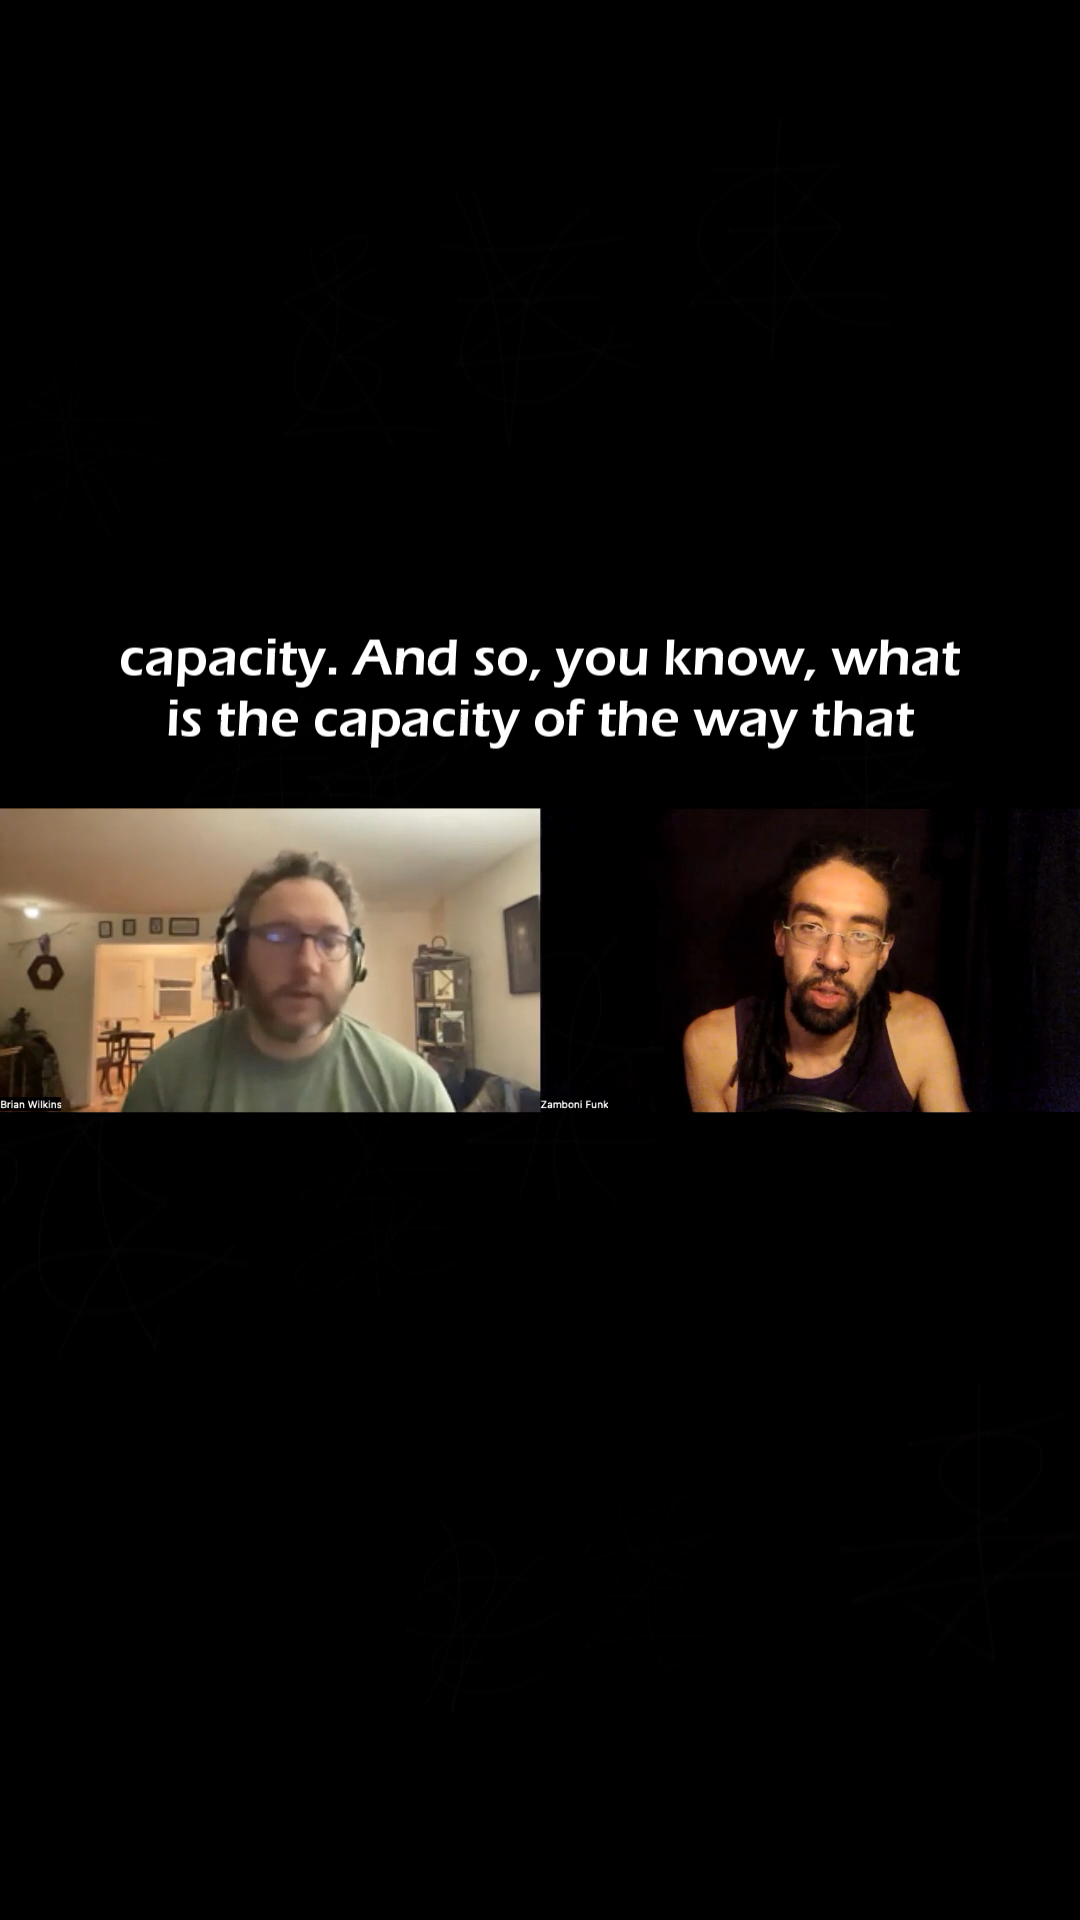 capacity. And so, you know, what
is the capacity of the way that
Brian Wilkins
Zamboni Funk